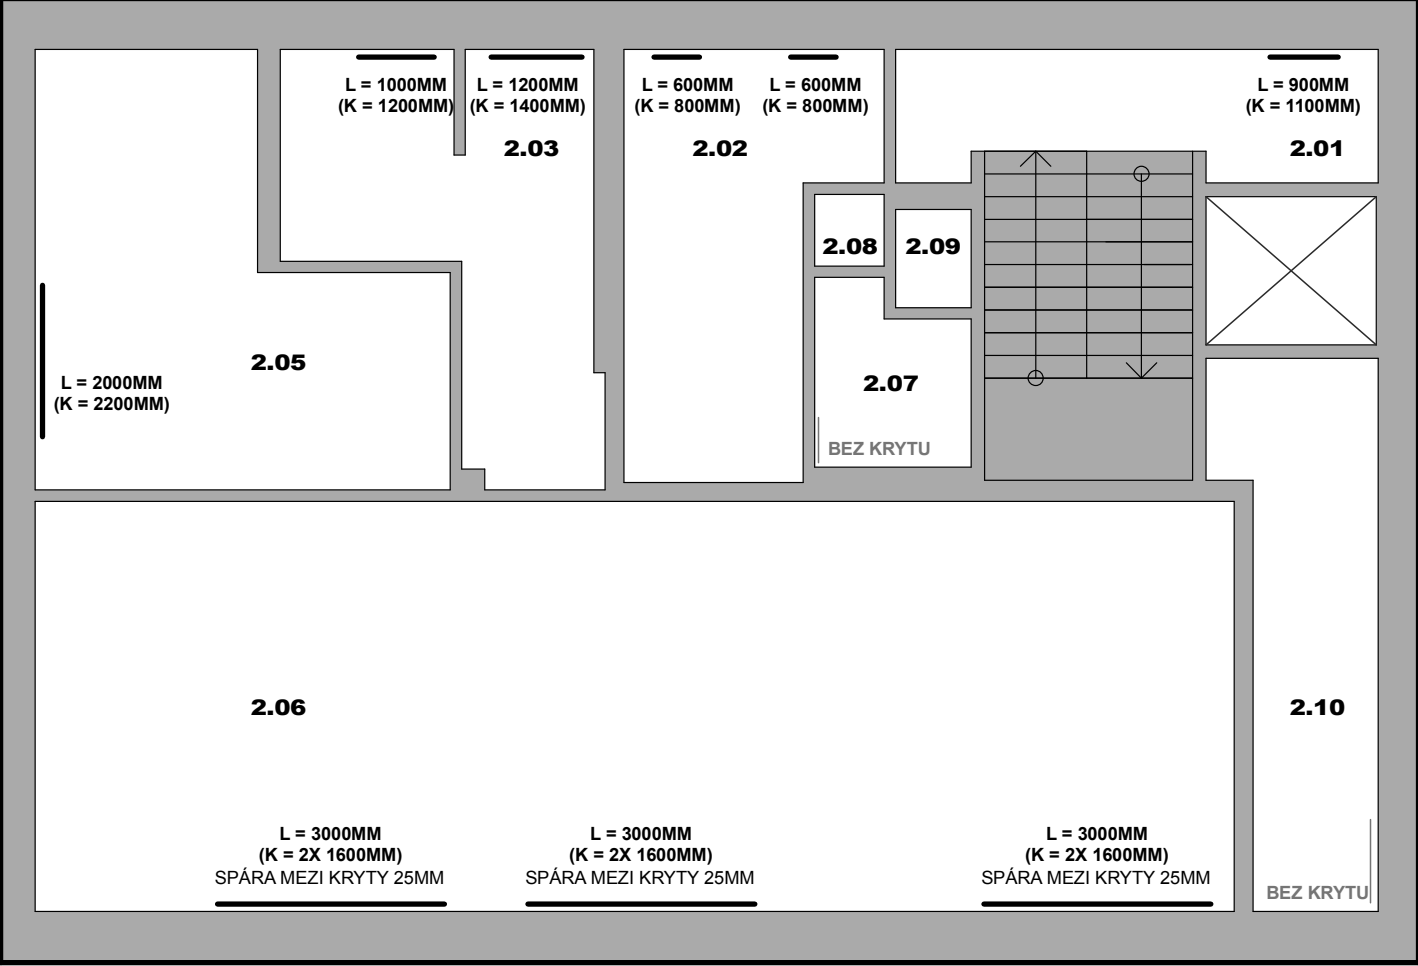 L = 1000MM
(K = 1200MM)
L = 1200MM
(K = 1400MM)
2.03
L = 600MM
(K = 800MM)
L = 600MM
(K = 800MM)
2.02
L = 900MM
(K = 1100MM)
2.01
2.08
2.09
2.05
L = 2000MM
(K = 2200MM)
2.07
BEZ KRYTU
2.06
2.10
L = 3000MM
(K = 2X 1600MM)
SPÁRA MEZI KRYTY 25MM
L = 3000MM
(K = 2X 1600MM)
SPÁRA MEZI KRYTY 25MM
L = 3000MM
(K = 2X 1600MM)
SPÁRA MEZI KRYTY 25MM
BEZ KRYTU